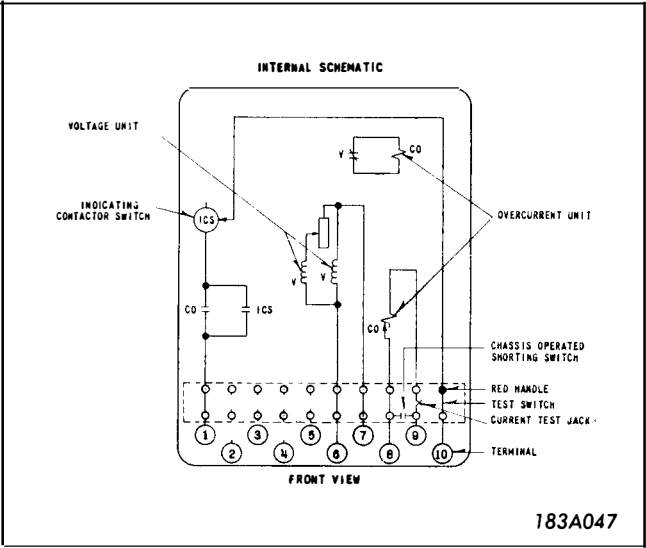 INTERNAL SCHEMATIC
VOLTAGE UNIT
V
CO
INDICATING
CONTACTOR SWITCH
ICS
OVERCURRENT UNIT
V
V
CO
ICS
CO
CHASSIS OPERATED
SHORTING SWITCH
RED HANDLE
TEST SWITCH
CURRENT TEST JACK
1
3
5
7
9
2
4
6
8
10
TERMINAL
FRONT VIEW
183A047